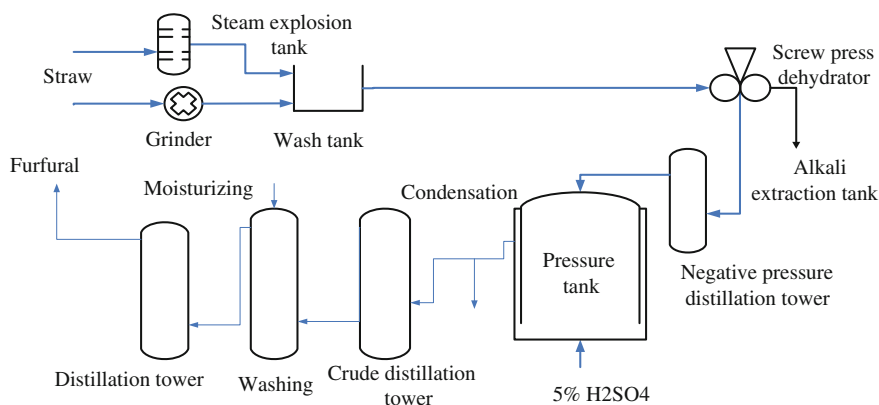 Steam explosion
tank
Straw
Grinder
Wash tank
Screw press
dehydrator
Alkali
extraction tank
Furfural
Moisturizing
Condensation
Pressure
tank
Negative pressure
distillation tower
Distillation tower
Washing
Crude distillation
tower
5% H2SO4